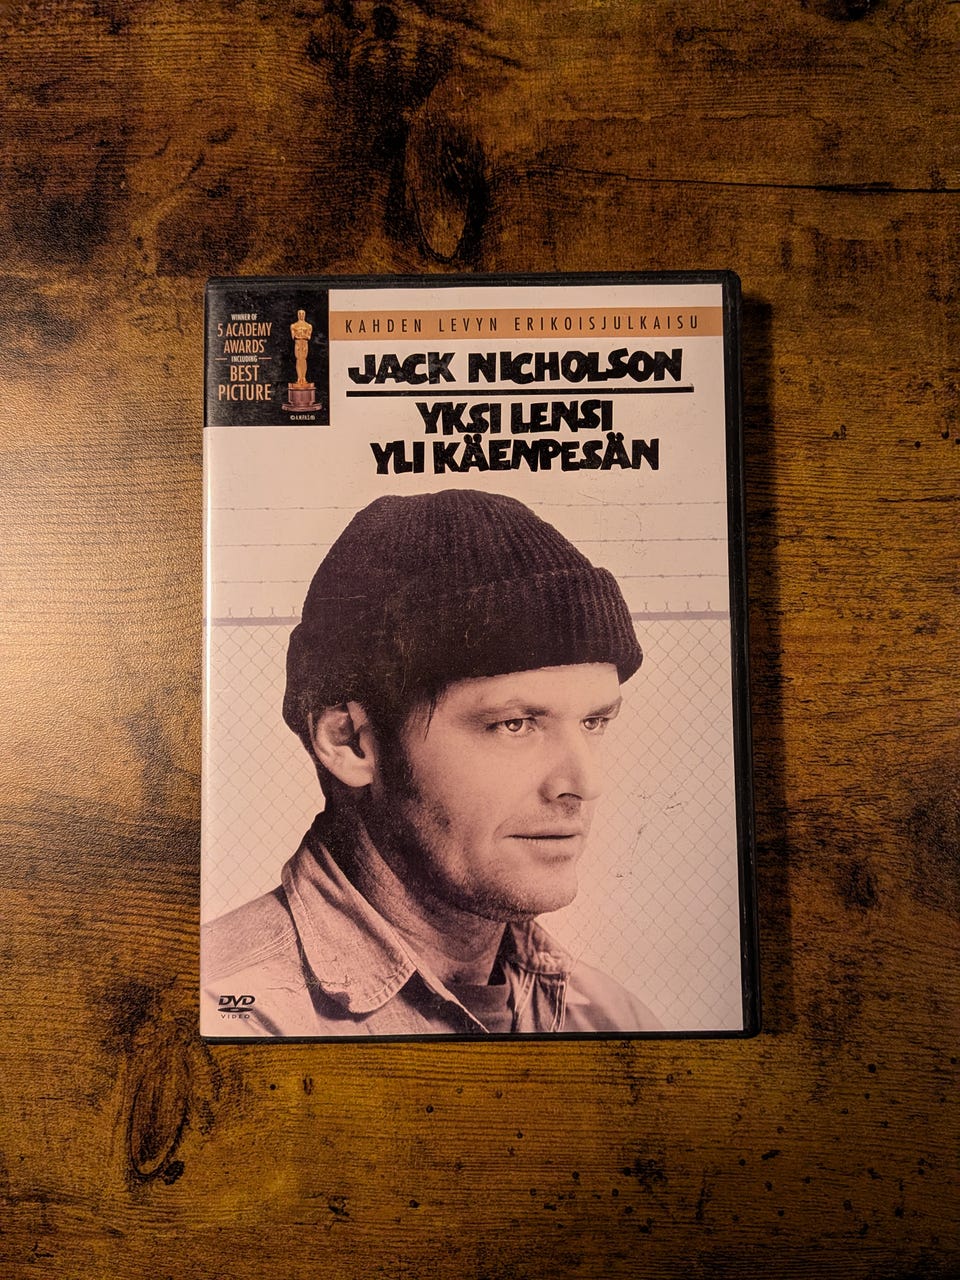 WINNER OF
5 ACADEMY
AWARDS®
INCLUDING
BEST
PICTURE
©A.M.P.A.S.®
KAHDEN LEVYN ERIKOISJULKAISU
JACK NICHOLSON
YKSI LENSI
YLI KÄENPESÄN
DVD
VIDEO